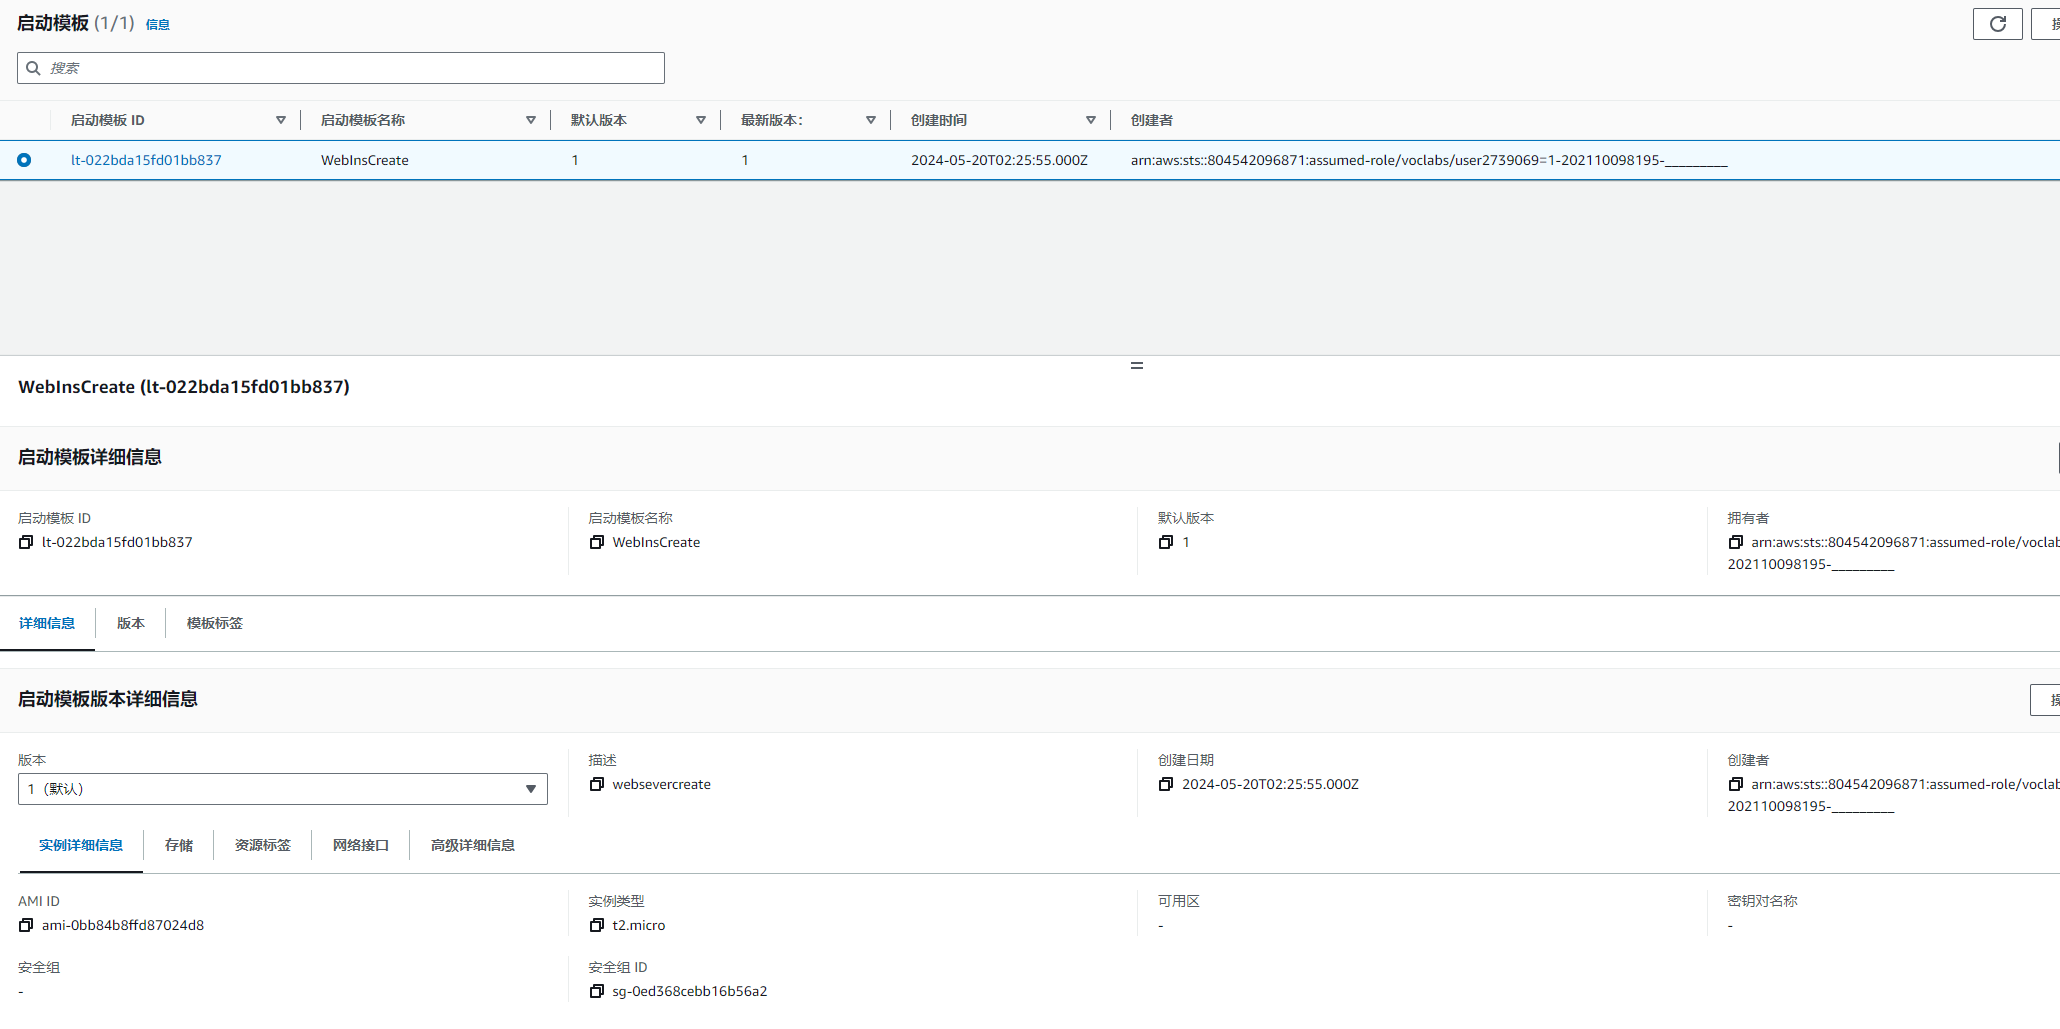 启动模板 (1/1) 信息
搜索
启动模板 ID 启动模板名称 默认版本 最新版本: 创建时间 创建者
lt-022bda15fd01bb837 WebInsCreate 1 1 2024-05-20T02:25:55.000Z arn:aws:sts::804542096871:assumed-role/voclabs/user2739069=1-202110098195-_________
WebInsCreate (lt-022bda15fd01bb837)
启动模板详细信息
启动模板 ID 启动模板名称 默认版本 拥有者
lt-022bda15fd01bb837 WebInsCreate 1 arn:aws:sts::804542096871:assumed-role/voclab
202110098195-_________
详细信息 版本 模板标签
启动模板版本详细信息
版本 描述 创建日期 创建者
1（默认） websevercreate 2024-05-20T02:25:55.000Z arn:aws:sts::804542096871:assumed-role/voclab
202110098195-_________
实例详细信息 存储 资源标签 网络接口 高级详细信息
AMI ID 实例类型 可用区 密钥对名称
ami-0bb84b8ffd87024d8 t2.micro - -
安全组 安全组 ID
- sg-0ed368cebb16b56a2